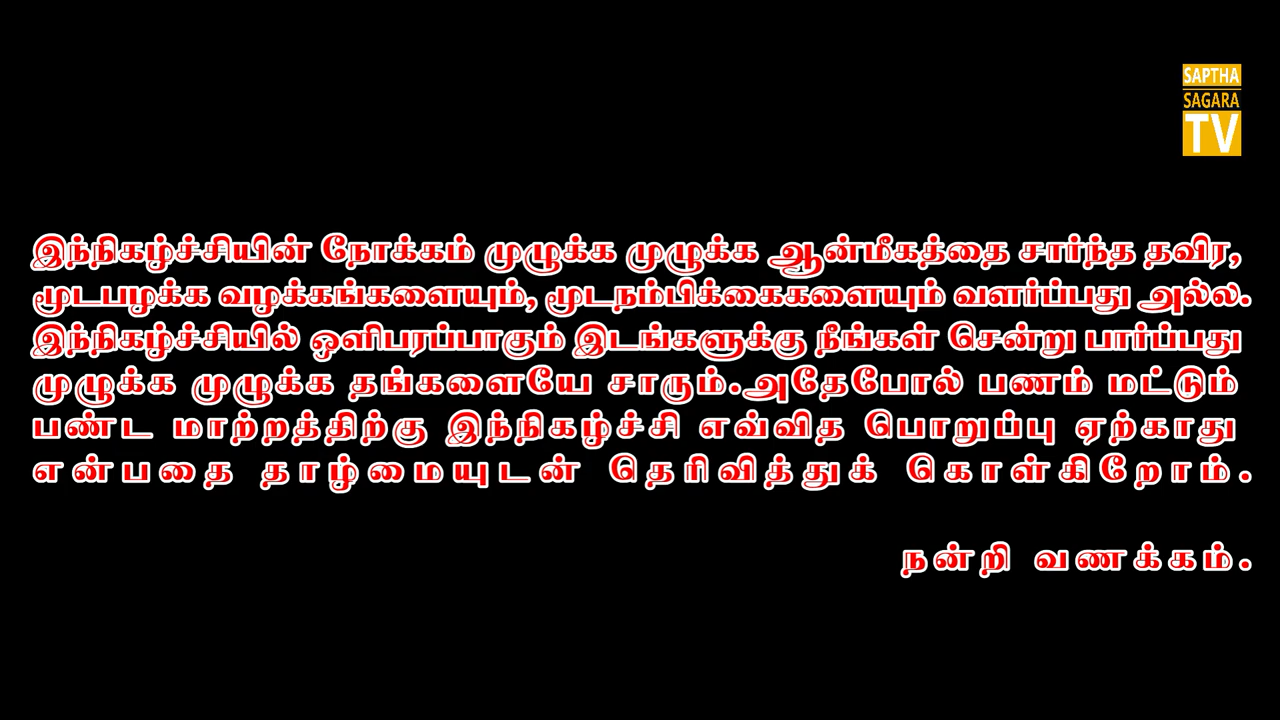 SAPTHA
SAGARA
TV
இந்நிகழ்ச்சியின் நோக்கம் முழுக்க முழுக்க ஆன்மீகத்தை சார்ந்த தவிர,
மூடபழக்க வழக்கங்களையும், மூடநம்பிக்கைகளையும் வளர்ப்பது அல்ல.
இந்நிகழ்ச்சியில் ஒளிபரப்பாகும் இடங்களுக்கு நீங்கள் சென்று பார்ப்பது
முழுக்க முழுக்க தங்களையே சாரும்.அதேபோல் பணம் மட்டும்
பண்ட மாற்றத்திற்கு இந்நிகழ்ச்சி எவ்வித பொறுப்பு ஏற்காது
என்பதை தாழ்மையுடன் தெரிவித்துக் கொள்கிறோம்.
நன்றி வணக்கம்.